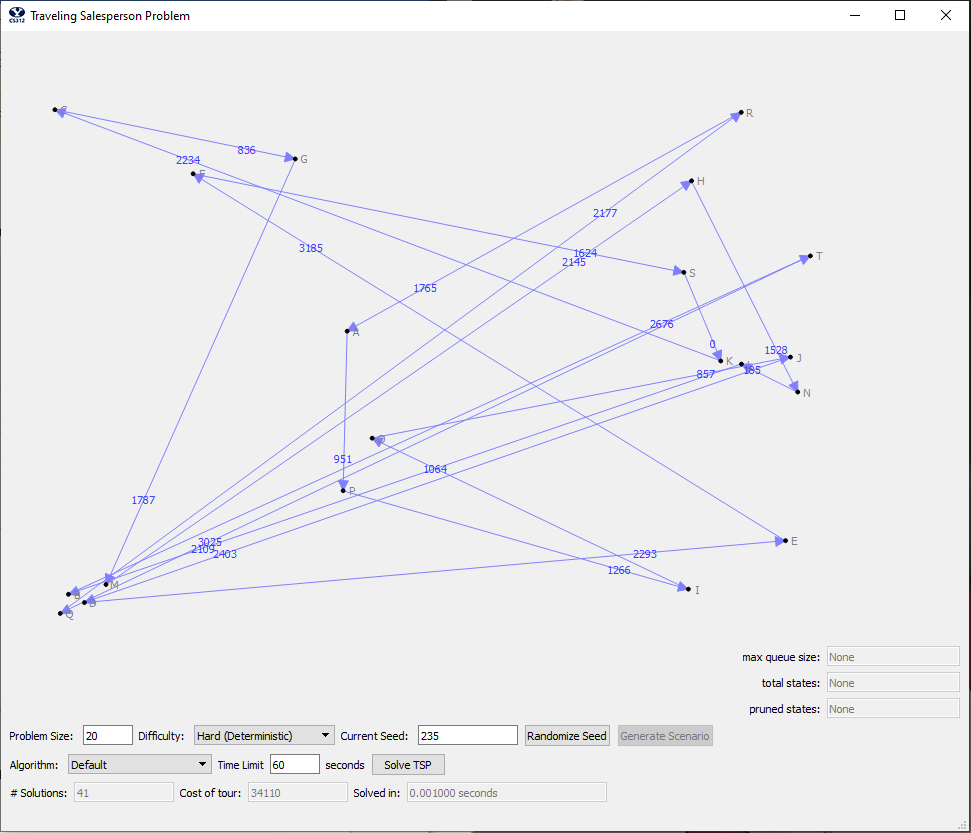 CS312
Traveling Salesperson Problem
R
G
836
2234
F
H
2177
3185
1624
2145
T
S
1765
2676
A
0
1528
K
J
857
185
N
951
1064
P
1787
3025
2109
2403
2293
E
1266
M
I
B
D
Q
max queue size: None
total states: None
pruned states: None
Problem Size: 20 Difficulty: Hard (Deterministic) Current Seed: 235 Randomize Seed Generate Scenario
Algorithm: Default Time Limit 60 seconds Solve TSP
# Solutions: 41 Cost of tour: 34110 Solved in: 0.001000 seconds